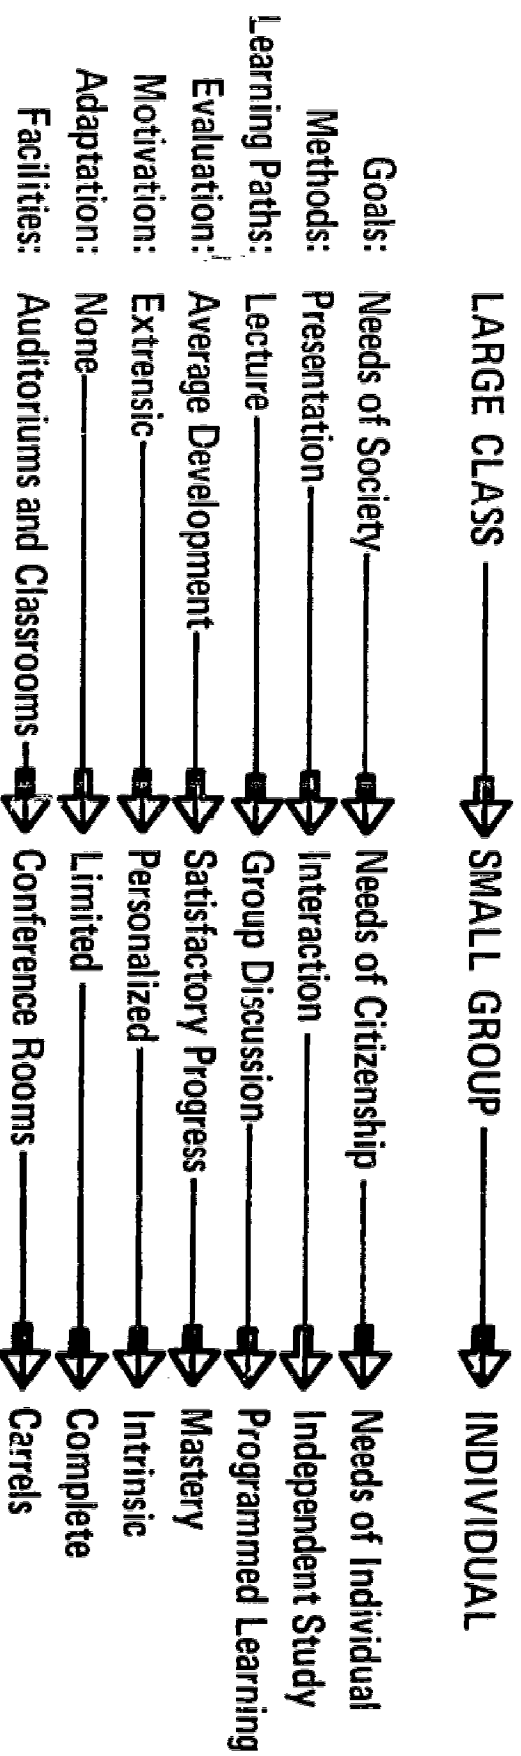 LARGE CLASS SMALL GROUP INDIVIDUAL
Goals: Needs of Society Needs of Citizenship Needs of Individual
Methods: Presentation Interaction Independent Study
Learning Paths: Lecture Group Discussion Programmed Learning
Evaluation: Average Development Satisfactory Progress Mastery
Motivation: Extrensic Personalized Intrinsic
Adaptation: None Limited Complete
Facilities: Auditoriums and Classrooms Conference Rooms Carrels